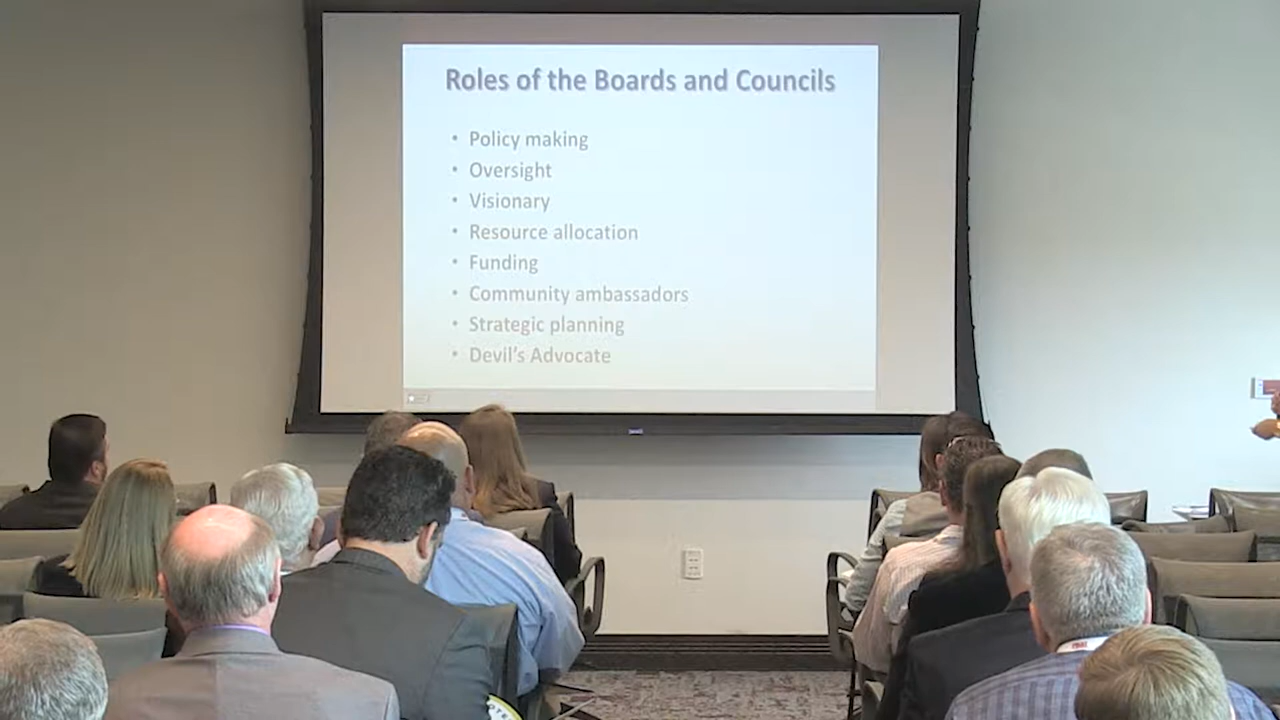 Roles of the Boards and Councils
• Policy making
• Oversight
• Visionary
• Resource allocation
• Funding
• Community ambassadors
• Strategic planning
• Devil's Advocate